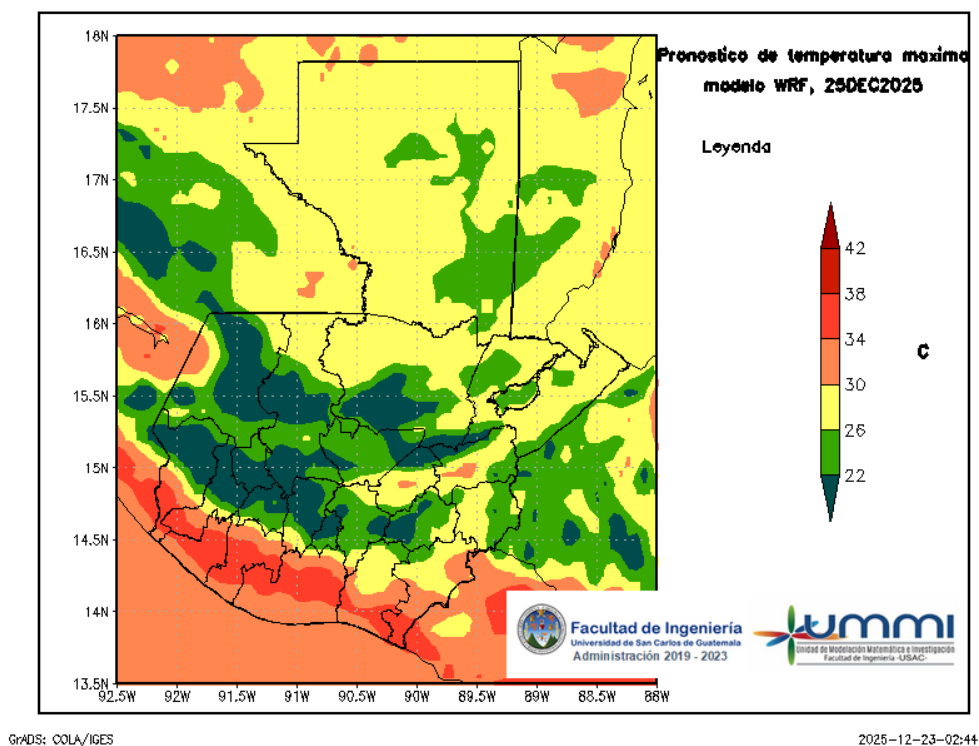 Pronostico de temperatura maxima
modelo WRF, 25DEC2025
Leyenda
42
38
34
30
26
22
C
18N
17.5N
17N
16.5N
16N
15.5N
15N
14.5N
14N
13.5N
92.5W 92W 91.5W 91W 90.5W 90W 89.5W 89W 88.5W 88W
Facultad de Ingeniería
Universidad de San Carlos de Guatemala
Administración 2019 - 2023
ummi
Unidad de Modelación Matemática e Investigación
Facultad de Ingeniería -USAC-
GrADS: COLA/IGES
2025-12-23-02:44